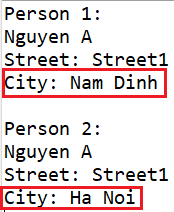 Person 1:
Nguyen A
Street: Street1
City: Nam Dinh
Person 2:
Nguyen A
Street: Street1
City: Ha Noi